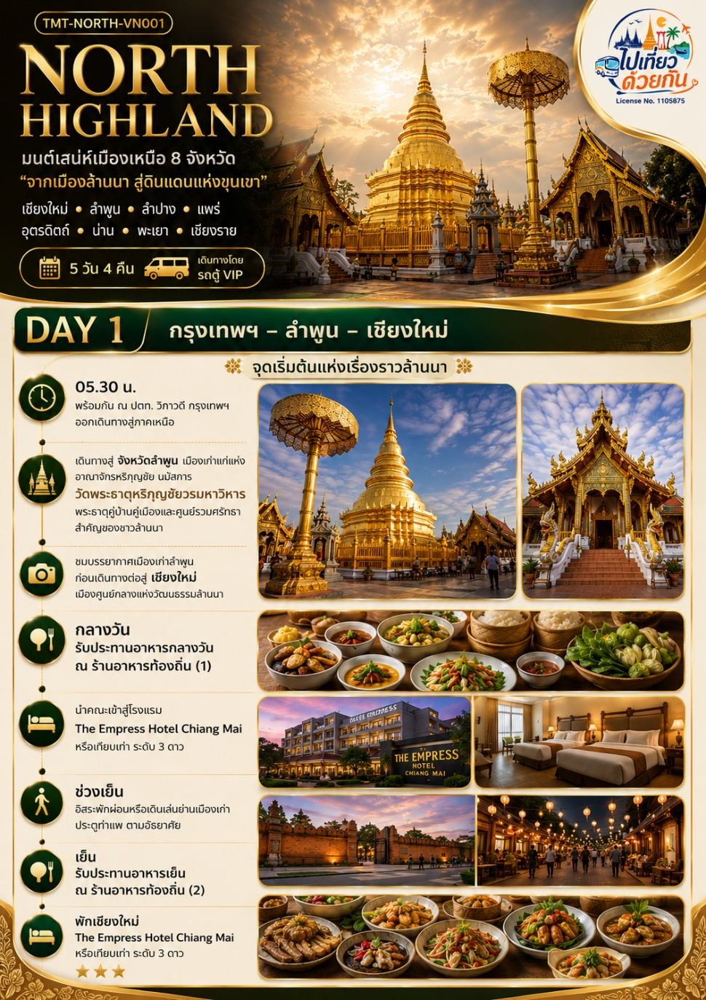 TMT-NORTH-VN001
NORTH
HIGHLAND
มนต์เสน่ห์เมืองเหนือ 8 จังหวัด
“จากเมืองล้านนา สู่ดินแดนแห่งขุนเขา”
เชียงใหม่ • ลำพูน • ลำปาง • แพร่
อุตรดิตถ์ • น่าน • พะเยา • เชียงราย
5 วัน 4 คืน
เดินทางโดย
รถตู้ VIP
ไปเที่ยว
ด้วยกัน
License No. 1105875
DAY 1
กรุงเทพฯ – ลำพูน – เชียงใหม่
จุดเริ่มต้นแห่งเรื่องราวล้านนา
05.30 น.
พร้อมกัน ณ ปตท. วิภาวดี กรุงเทพฯ
ออกเดินทางสู่ภาคเหนือ
เดินทางสู่ จังหวัดลำพูน เมืองเก่าแก่แห่ง
อาณาจักรหริภุญชัย นมัสการ
วัดพระธาตุหริภุญชัยวรมหาวิหาร
พระธาตุคู่บ้านคู่เมืองและศูนย์รวมศรัทธา
สำคัญของชาวล้านนา
ชมบรรยากาศเมืองเก่าลำพูน
ก่อนเดินทางต่อสู่ เชียงใหม่
เมืองศูนย์กลางแห่งวัฒนธรรมล้านนา
กลางวัน
รับประทานอาหารกลางวัน
ณ ร้านอาหารท้องถิ่น (1)
นำคณะเข้าสู่โรงแรม
The Empress Hotel Chiang Mai
หรือเทียบเท่า ระดับ 3 ดาว
THE EMPRESS
HOTEL
CHIANG MAI
ช่วงเย็น
อิสระพักผ่อนหรือเดินเล่นย่านเมืองเก่า
ประตูท่าแพ ตามอัธยาศัย
เย็น
รับประทานอาหารเย็น
ณ ร้านอาหารท้องถิ่น (2)
พักเชียงใหม่
The Empress Hotel Chiang Mai
หรือเทียบเท่า ระดับ 3 ดาว